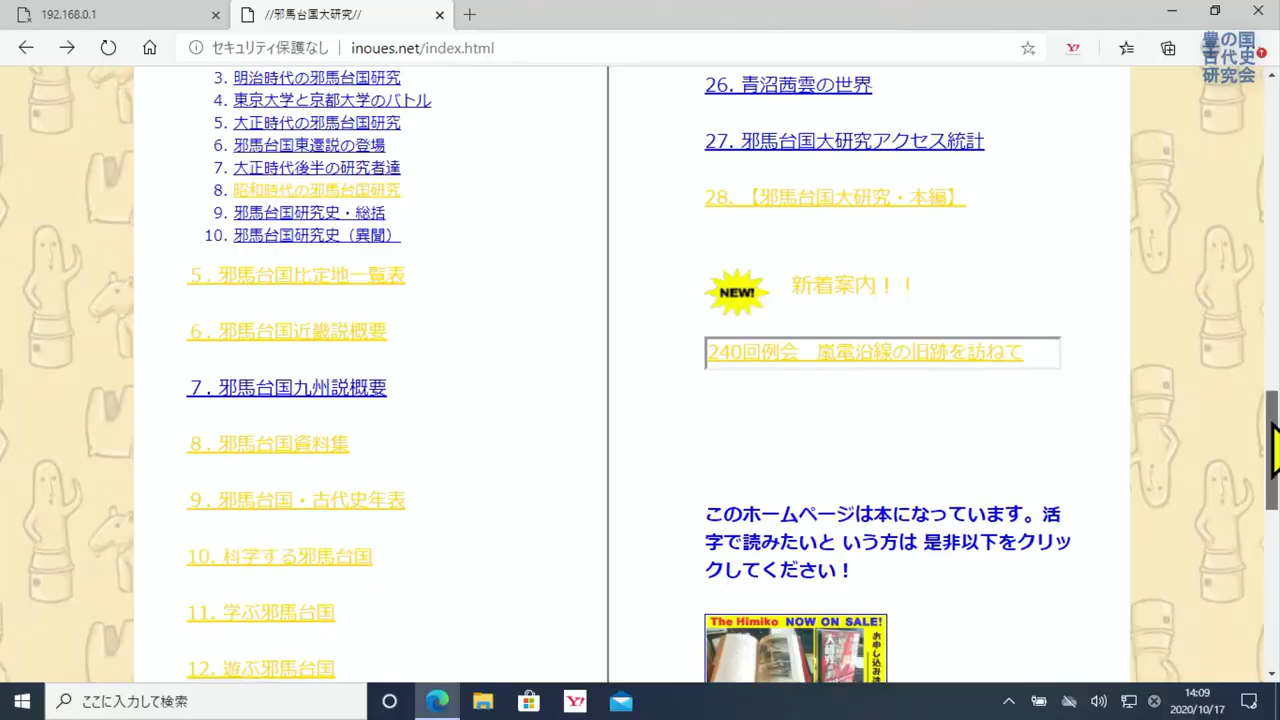 192.168.0.1
//邪馬台国大研究//
セキュリティ保護なし
inoues.net/index.html
豊の国
古代史
研究会
3. 明治時代の邪馬台国研究
4. 東京大学と京都大学のバトル
5. 大正時代の邪馬台国研究
6. 邪馬台国東遷説の登場
7. 大正時代後半の研究者達
8. 昭和時代の邪馬台国研究
9. 邪馬台国研究史・総括
10. 邪馬台国研究史（異聞）
５．邪馬台国比定地一覧表
６．邪馬台国近畿説概要
７．邪馬台国九州説概要
８．邪馬台国資料集
９．邪馬台国・古代史年表
10. 科学する邪馬台国
11. 学ぶ邪馬台国
12. 遊ぶ邪馬台国
26. 青沼茜雲の世界
27. 邪馬台国大研究アクセス統計
28. 【邪馬台国大研究・本編】
NEW!
新着案内！！
240回例会　嵐電沿線の旧跡を訪ねて
このホームページは本になっています。活
字で読みたいと いう方は 是非以下をクリッ
クしてください！
The Himiko NOW ON SALE!
ここに入力して検索
14:09
2020/10/17